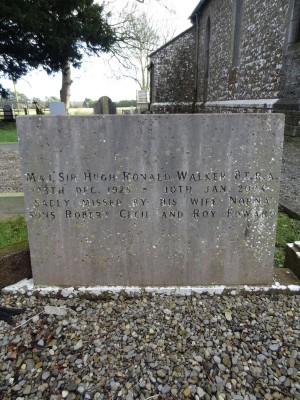 Maj. Sir Hugh Ronald Walker Bt. R.A.
13th Dec. 1925 - 10th Jan. 2004
Sadly missed by his wife Norna
sons Robert Cecil and Roy Edward